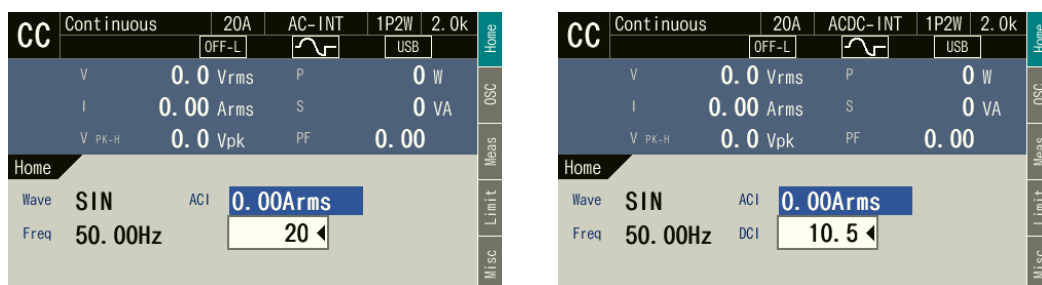 CC Continuous 20A AC-INT 1P2W 2.0k
OFF-L USB
V 0.0 Vrms P 0 W
I 0.00 Arms S 0 VA
V PK-H 0.0 Vpk PF 0.00
Home
Wave SIN ACI 0.00Arms
Freq 50.00Hz 20
Home
OSC
Meas
Limit
Misc
CC Continuous 20A ACDC-INT 1P2W 2.0k
OFF-L USB
V 0.0 Vrms P 0 W
I 0.00 Arms S 0 VA
V PK-H 0.0 Vpk PF 0.00
Home
Wave SIN ACI 0.00Arms
Freq 50.00Hz DCI 10.5
Home
OSC
Meas
Limit
Misc